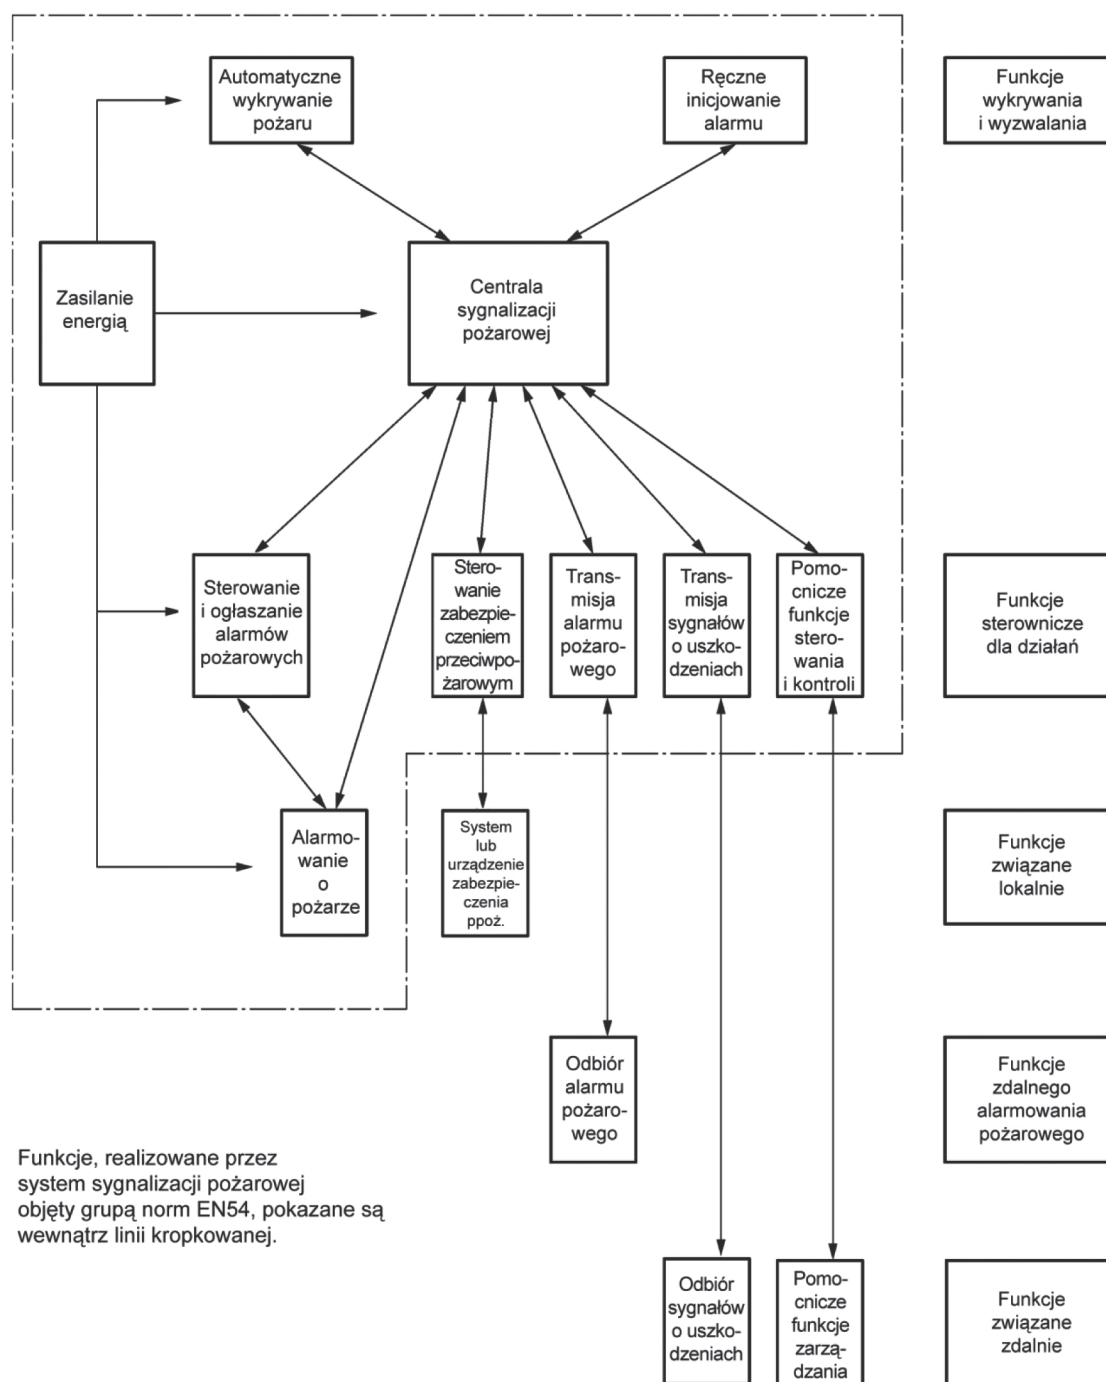 Automatyczne
wykrywanie
pożaru
Ręczne
inicjowanie
alarmu
Funkcje
wykrywania
i wyzwalania
Zasilanie
energią
Centrala
sygnalizacji
pożarowej
Sterowanie
i ogłaszanie
alarmów
pożarowych
Stero-
wanie
zabezpie-
czeniem
przeciwpo-
żarowym
Trans-
misja
alarmu
pożaro-
wego
Trans-
misja
sygnałów
o uszko-
dzeniach
Pomo-
cnicze
funkcje
stero-
wania
i kontroli
Funkcje
sterownicze
dla działań
Alarmo-
wanie
o
pożarze
System
lub
urządzenie
zabezpie-
czenia
ppoż.
Funkcje
związane
lokalnie
Odbiór
alarmu
pożaro-
wego
Funkcje
zdalnego
alarmowania
pożarowego
Funkcje, realizowane przez
system sygnalizacji pożarowej
objęty grupą norm EN54, pokazane są
wewnątrz linii kropkowanej.
Odbiór
sygnałów
o uszko-
dzeniach
Pomo-
cnicze
funkcje
zarzą-
dzania
Funkcje
związane
zdalnie